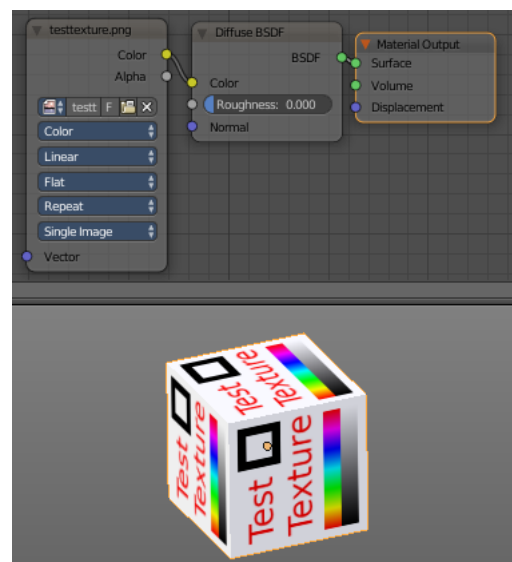 testtexture.png
Color
Alpha
testt F
Color
Linear
Flat
Repeat
Single Image
Vector
Diffuse BSDF
BSDF
Color
Roughness: 0.000
Normal
Material Output
Surface
Volume
Displacement
Test
Texture
Test
Texture
Test
Texture